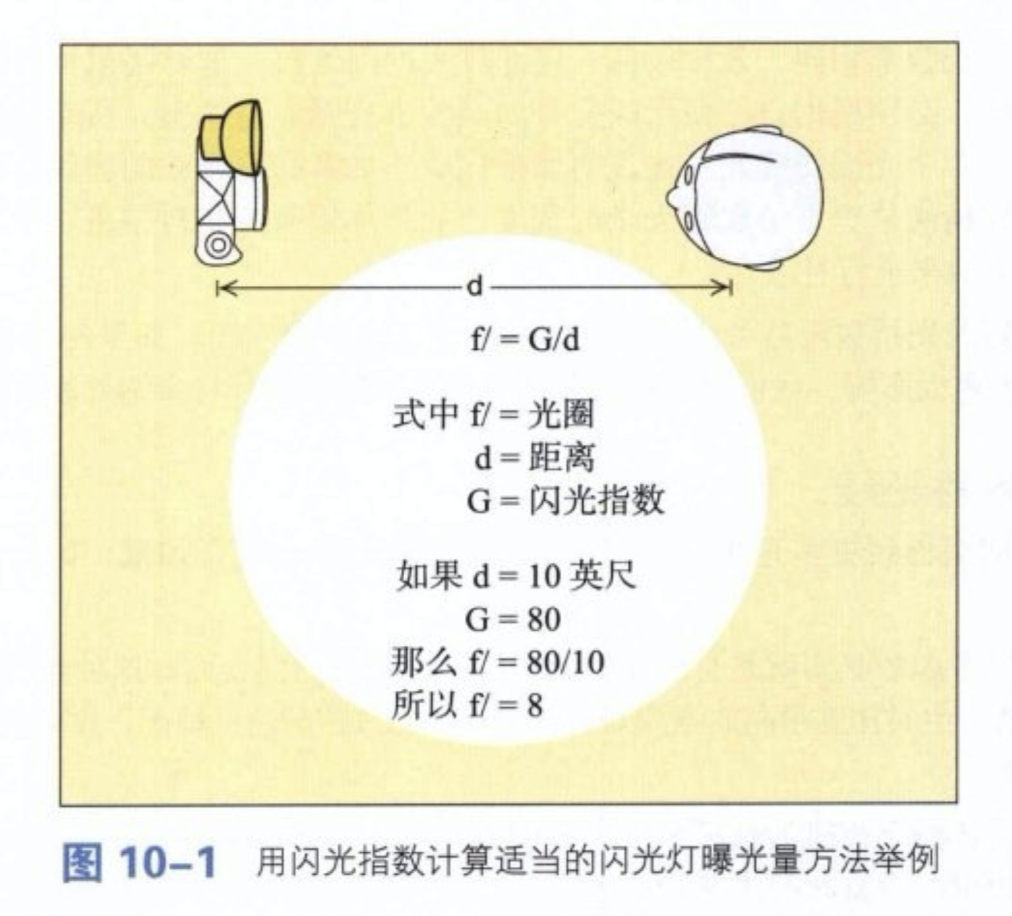 d
f/ = G/d
式中 f/ = 光圈
d = 距离
G = 闪光指数
如果 d = 10 英尺
G = 80
那么 f/ = 80/10
所以 f/ = 8
图 10-1 用闪光指数计算适当的闪光灯曝光量方法举例